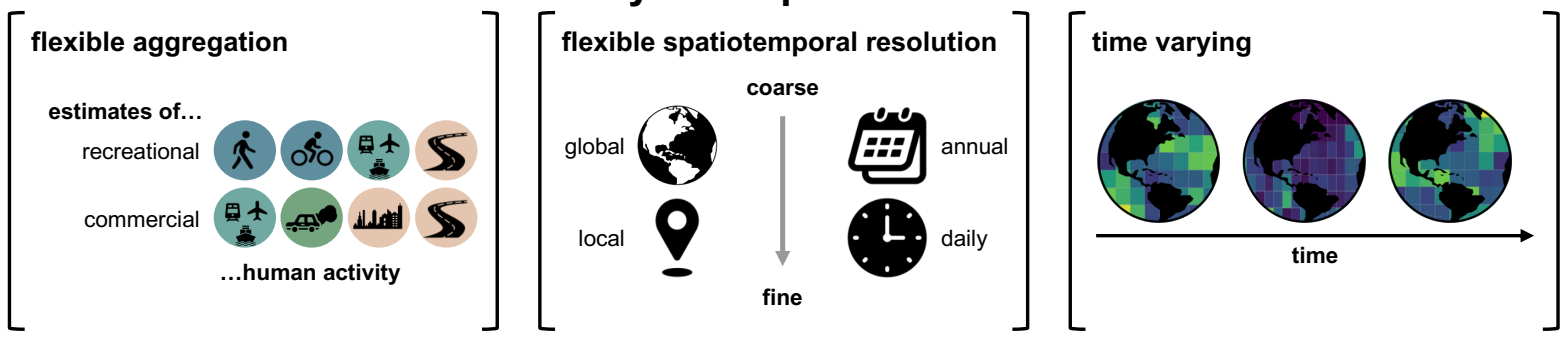 flexible aggregation
estimates of…
recreational
commercial
…human activity
flexible spatiotemporal resolution
coarse
global
annual
local
daily
fine
time varying
time